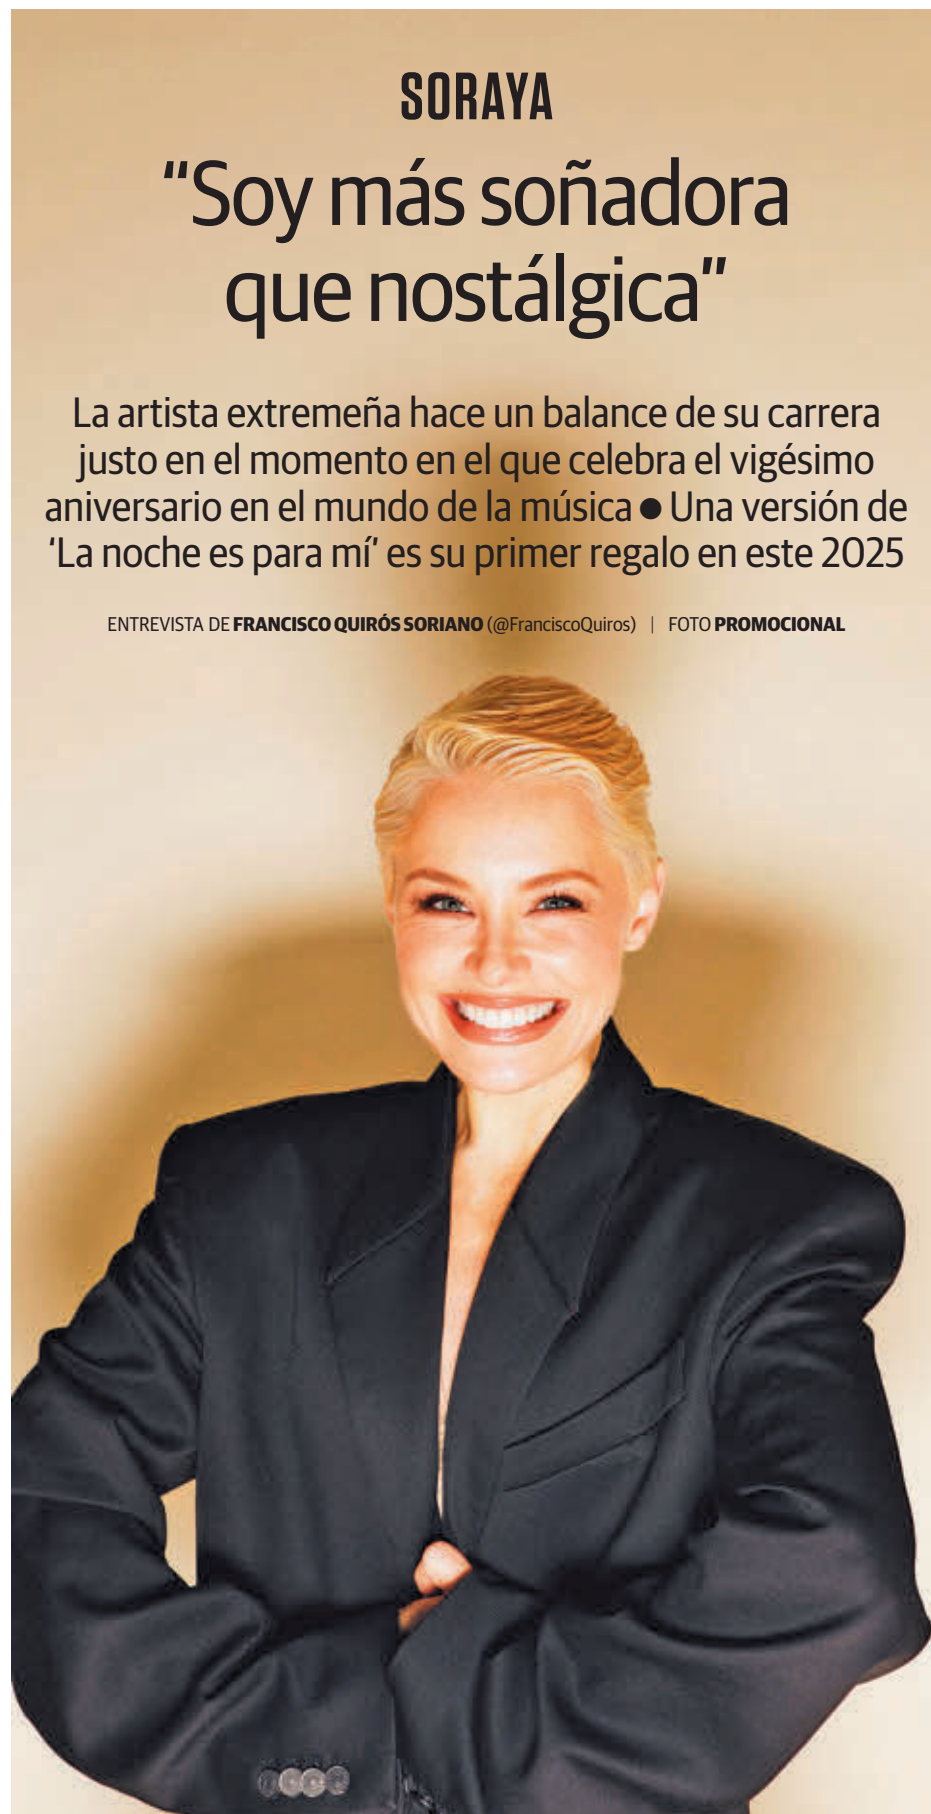 SORAYA
“Soy más soñadora
que nostálgica”
La artista extremeña hace un balance de su carrera
justo en el momento en el que celebra el vigésimo
aniversario en el mundo de la música ● Una versión de
‘La noche es para mí’ es su primer regalo en este 2025
ENTREVISTA DE FRANCISCO QUIRÓS SORIANO (@FranciscoQuiros) | FOTO PROMOCIONAL